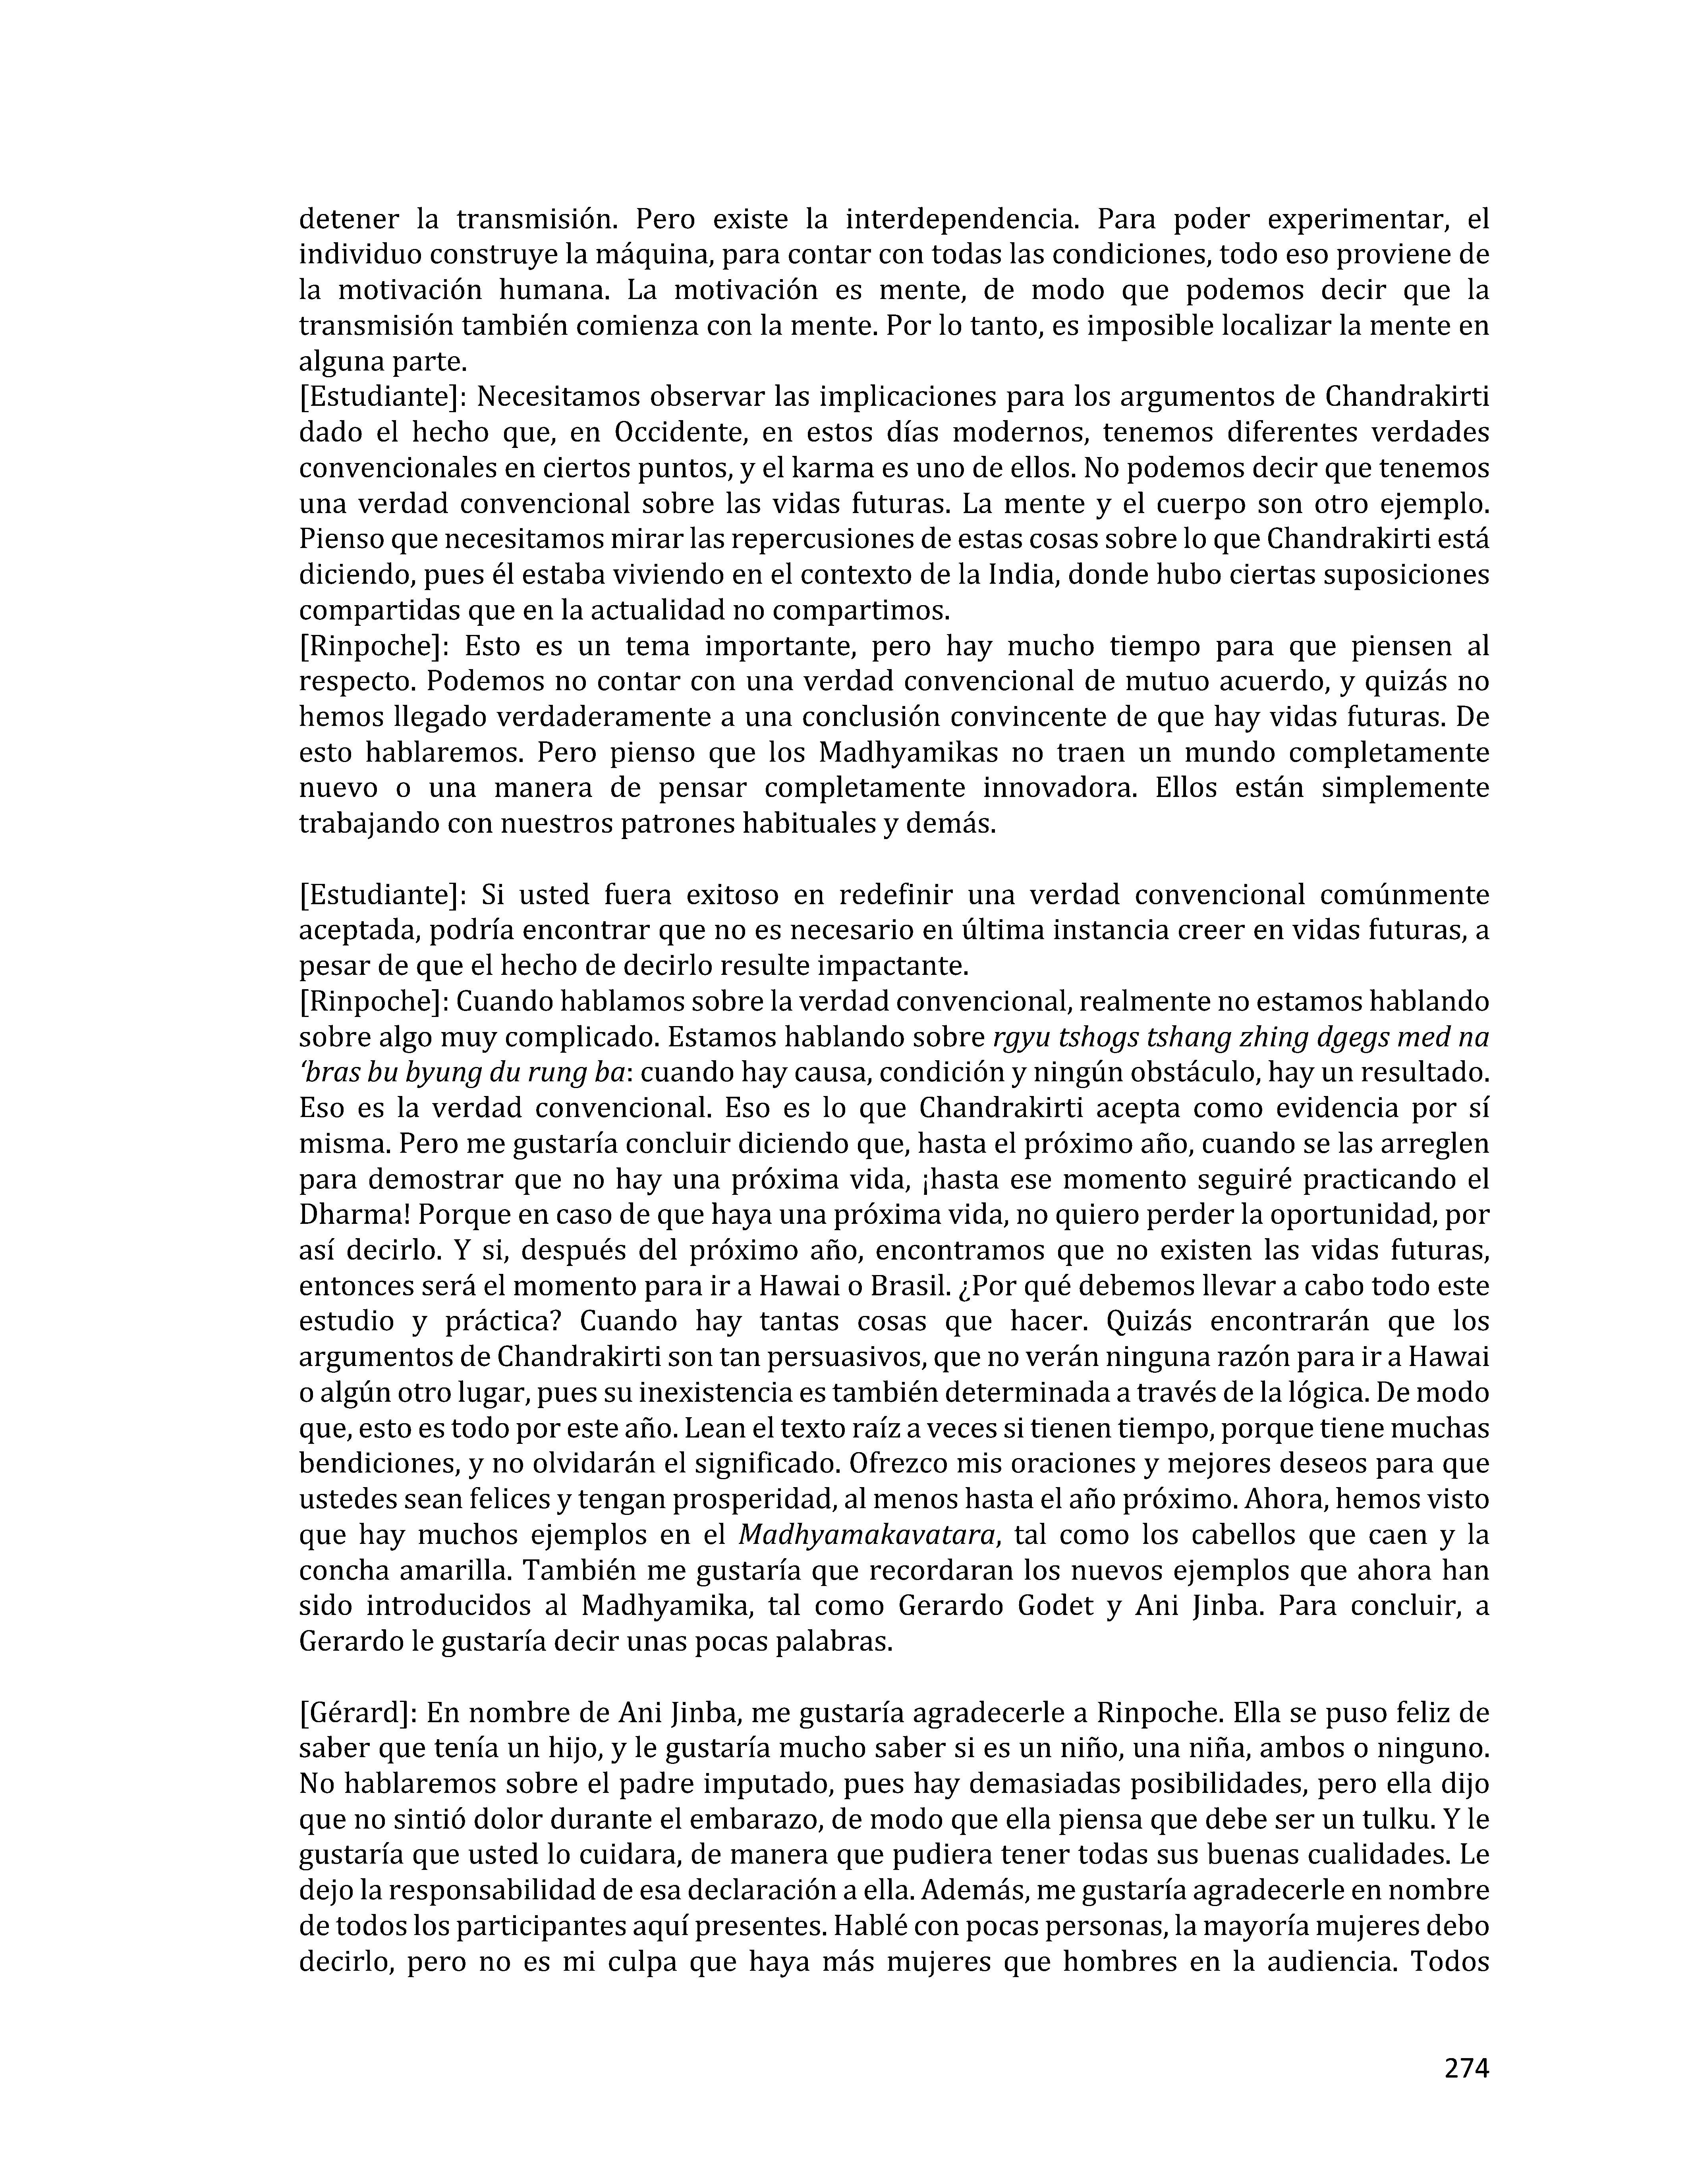 detener la transmisión. Pero existe la interdependencia. Para poder experimentar, el
individuo construye la máquina, para contar con todas las condiciones, todo eso proviene de
la motivación humana. La motivación es mente, de modo que podemos decir que la
transmisión también comienza con la mente. Por lo tanto, es imposible localizar la mente en
alguna parte.
[Estudiante]: Necesitamos observar las implicaciones para los argumentos de Chandrakirti
dado el hecho que, en Occidente, en estos días modernos, tenemos diferentes verdades
convencionales en ciertos puntos, y el karma es uno de ellos. No podemos decir que tenemos
una verdad convencional sobre las vidas futuras. La mente y el cuerpo son otro ejemplo.
Pienso que necesitamos mirar las repercusiones de estas cosas sobre lo que Chandrakirti está
diciendo, pues él estaba viviendo en el contexto de la India, donde hubo ciertas suposiciones
compartidas que en la actualidad no compartimos.
[Rinpoche]: Esto es un tema importante, pero hay mucho tiempo para que piensen al
respecto. Podemos no contar con una verdad convencional de mutuo acuerdo, y quizás no
hemos llegado verdaderamente a una conclusión convincente de que hay vidas futuras. De
esto hablaremos. Pero pienso que los Madhyamikas no traen un mundo completamente
nuevo o una manera de pensar completamente innovadora. Ellos están simplemente
trabajando con nuestros patrones habituales y demás.
[Estudiante]: Si usted fuera exitoso en redefinir una verdad convencional comúnmente
aceptada, podría encontrar que no es necesario en última instancia creer en vidas futuras, a
pesar de que el hecho de decirlo resulte impactante.
[Rinpoche]: Cuando hablamos sobre la verdad convencional, realmente no estamos hablando
sobre algo muy complicado. Estamos hablando sobre rgyu tshogs tshang zhing dgegs med na
‘bras bu byung du rung ba: cuando hay causa, condición y ningún obstáculo, hay un resultado.
Eso es la verdad convencional. Eso es lo que Chandrakirti acepta como evidencia por sí
misma. Pero me gustaría concluir diciendo que, hasta el próximo año, cuando se las arreglen
para demostrar que no hay una próxima vida, ¡hasta ese momento seguiré practicando el
Dharma! Porque en caso de que haya una próxima vida, no quiero perder la oportunidad, por
así decirlo. Y si, después del próximo año, encontramos que no existen las vidas futuras,
entonces será el momento para ir a Hawai o Brasil. ¿Por qué debemos llevar a cabo todo este
estudio y práctica? Cuando hay tantas cosas que hacer. Quizás encontrarán que los
argumentos de Chandrakirti son tan persuasivos, que no verán ninguna razón para ir a Hawai
o algún otro lugar, pues su inexistencia es también determinada a través de la lógica. De modo
que, esto es todo por este año. Lean el texto raíz a veces si tienen tiempo, porque tiene muchas
bendiciones, y no olvidarán el significado. Ofrezco mis oraciones y mejores deseos para que
ustedes sean felices y tengan prosperidad, al menos hasta el año próximo. Ahora, hemos visto
que hay muchos ejemplos en el Madhyamakavatara, tal como los cabellos que caen y la
concha amarilla. También me gustaría que recordaran los nuevos ejemplos que ahora han
sido introducidos al Madhyamika, tal como Gerardo Godet y Ani Jinba. Para concluir, a
Gerardo le gustaría decir unas pocas palabras.
[Gérard]: En nombre de Ani Jinba, me gustaría agradecerle a Rinpoche. Ella se puso feliz de
saber que tenía un hijo, y le gustaría mucho saber si es un niño, una niña, ambos o ninguno.
No hablaremos sobre el padre imputado, pues hay demasiadas posibilidades, pero ella dijo
que no sintió dolor durante el embarazo, de modo que ella piensa que debe ser un tulku. Y le
gustaría que usted lo cuidara, de manera que pudiera tener todas sus buenas cualidades. Le
dejo la responsabilidad de esa declaración a ella. Además, me gustaría agradecerle en nombre
de todos los participantes aquí presentes. Hablé con pocas personas, la mayoría mujeres debo
decirlo, pero no es mi culpa que haya más mujeres que hombres en la audiencia. Todos
274